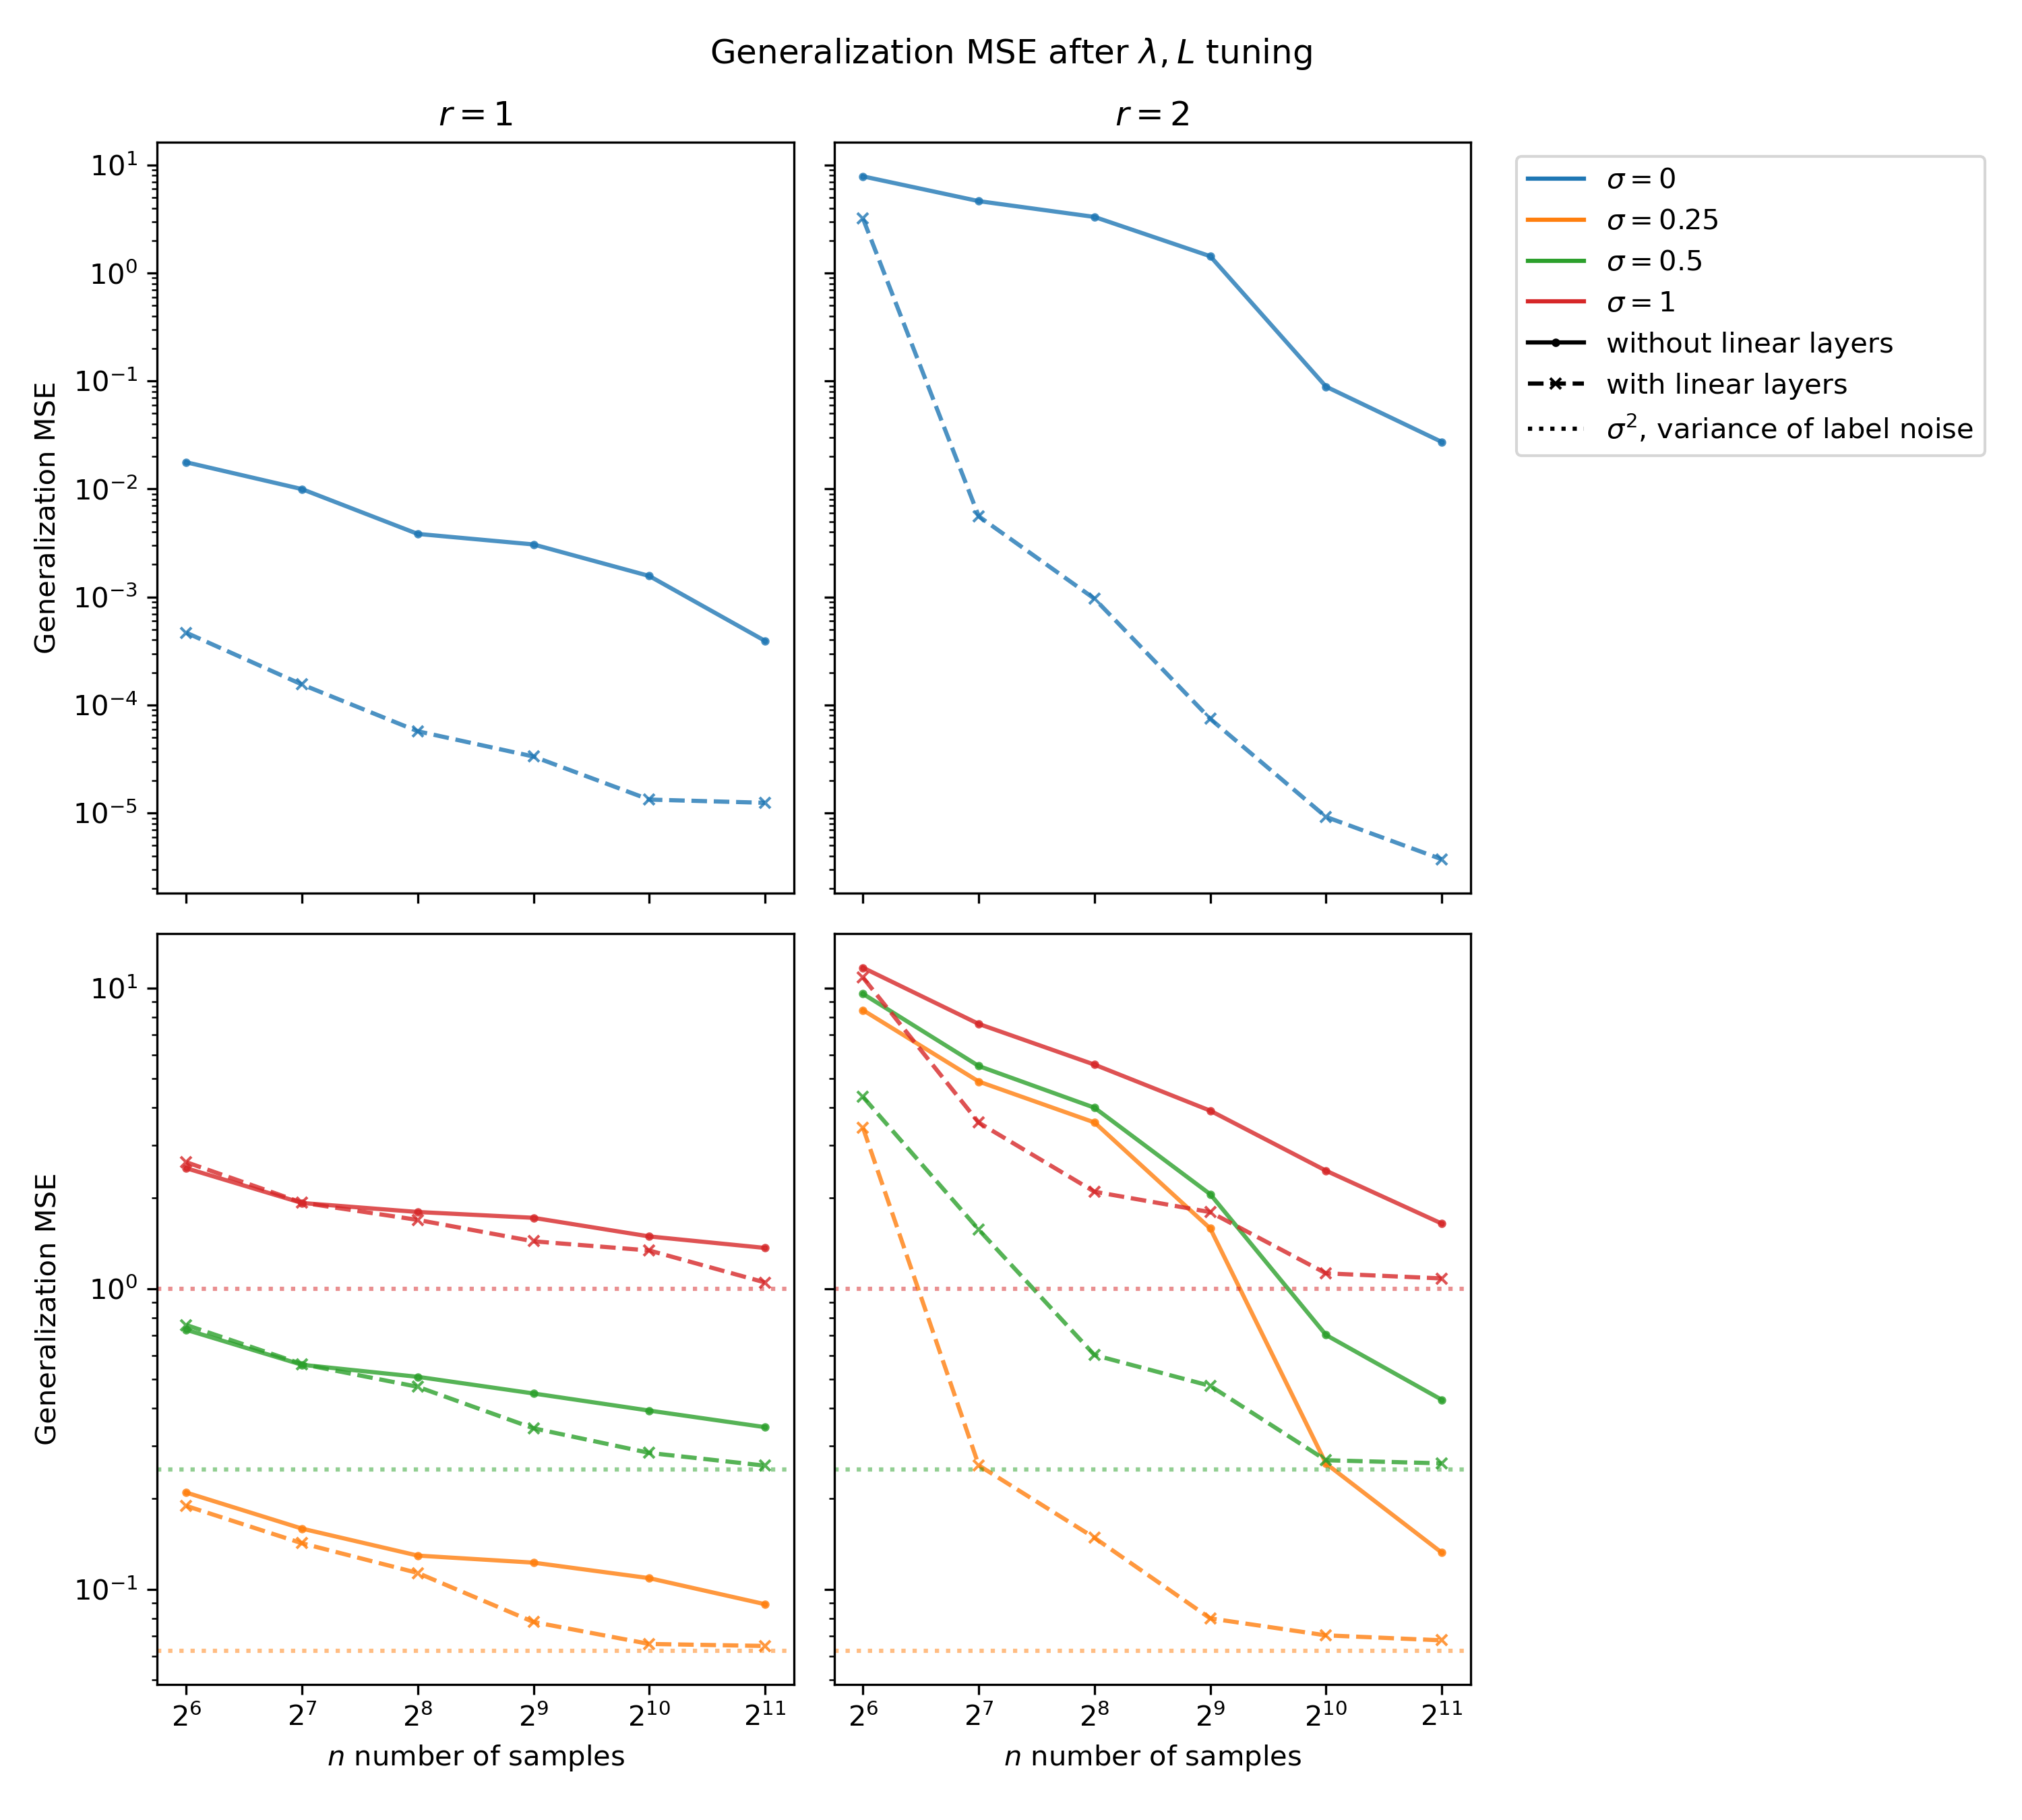 Generalization MSE after λ, L tuning
r = 1
r = 2
Generalization MSE
10¹
10⁰
10⁻¹
10⁻²
10⁻³
10⁻⁴
10⁻⁵
σ = 0
σ = 0.25
σ = 0.5
σ = 1
without linear layers
with linear layers
σ², variance of label noise
Generalization MSE
10¹
10⁰
10⁻¹
2⁶ 2⁷ 2⁸ 2⁹ 2¹⁰ 2¹¹
n number of samples
2⁶ 2⁷ 2⁸ 2⁹ 2¹⁰ 2¹¹
n number of samples